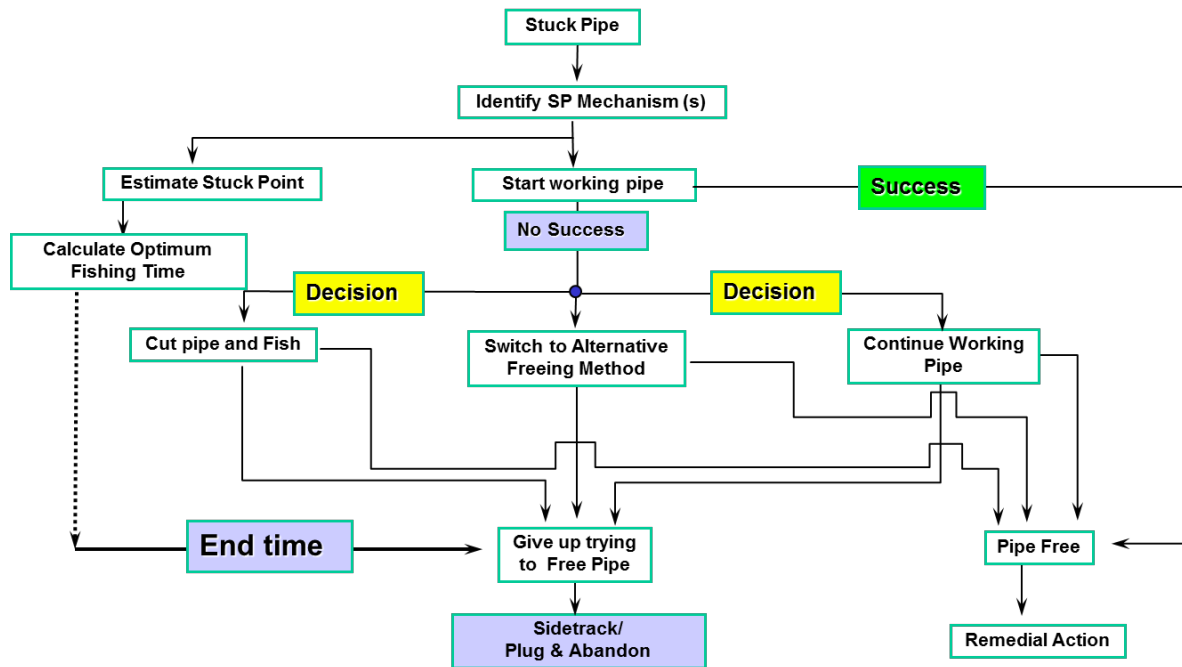 Stuck Pipe
Identify SP Mechanism (s)
Estimate Stuck Point
Start working pipe
Success
No Success
Calculate Optimum
Fishing Time
Decision
Decision
Cut pipe and Fish
Switch to Alternative
Freeing Method
Continue Working
Pipe
End time
Give up trying
to Free Pipe
Pipe Free
Sidetrack/
Plug & Abandon
Remedial Action